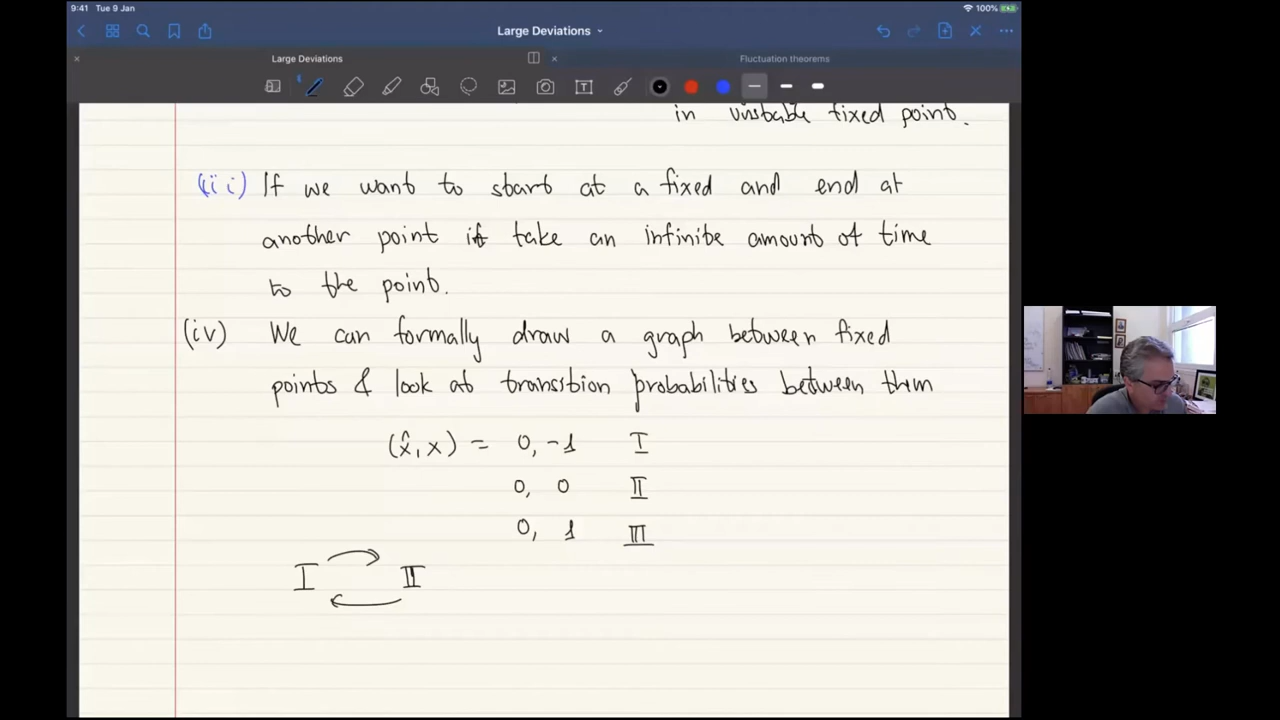 9:41 Tue 9 Jan
100%
Large Deviations
Large Deviations
Fluctuation theorems
in unstable fixed point.
(iii) If we want to start at a fixed and end at
another point it take an infinite amount of time
to the point.
(iv) We can formally draw a graph between fixed
points & look at transition probabilities between them
(x̂, x) = 0, -1 I
0, 0 II
0, 1 III
I II